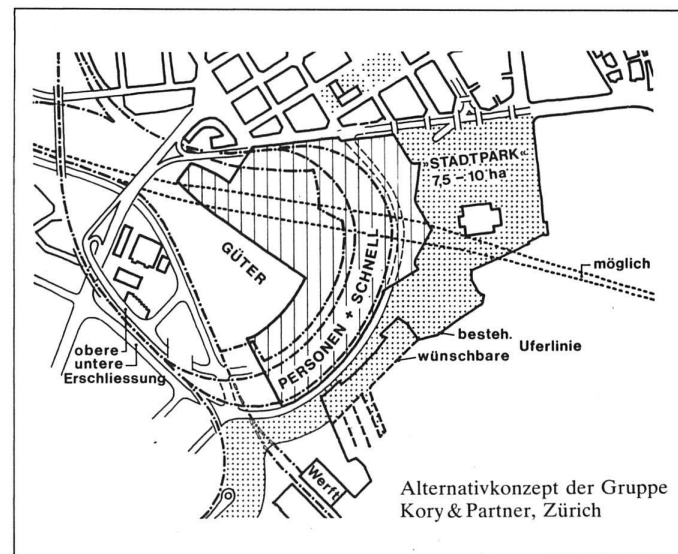 »STADTPARK«
7,5 – 10 ha
GÜTER
PERSONEN + SCHNELL
möglich
obere
untere
Erschliessung
besteh.
wünschbare
Uferlinie
Werft
Alternativkonzept der Gruppe
Kory & Partner, Zürich